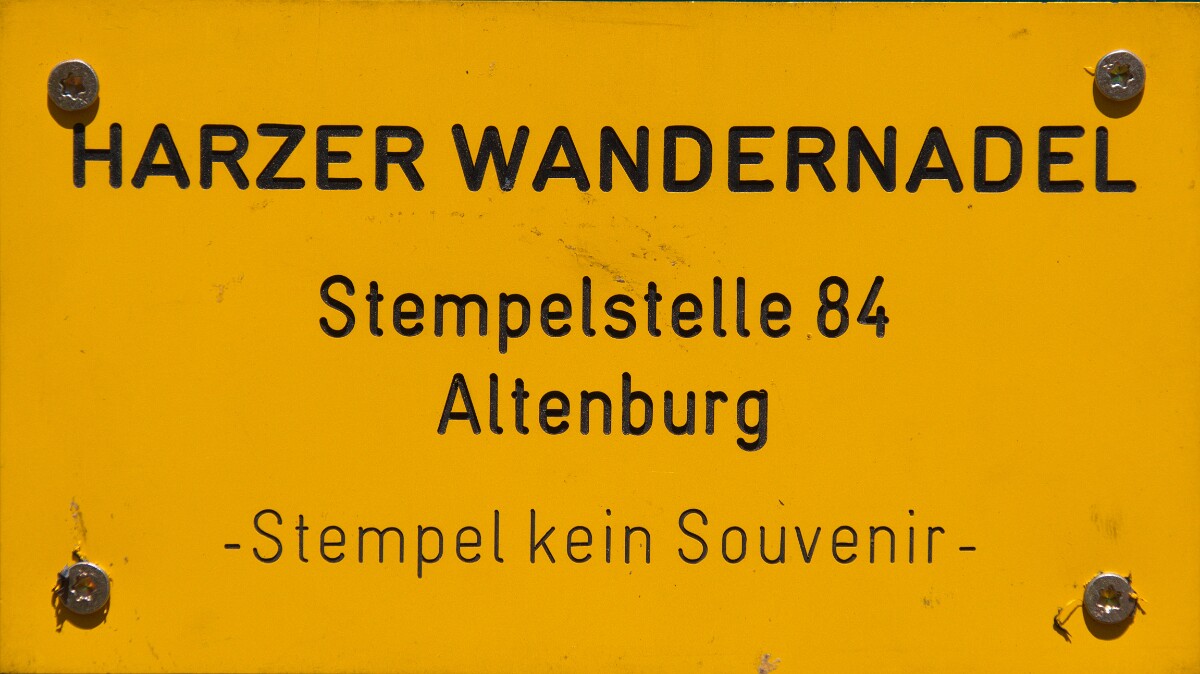 HARZER WANDERNADEL
Stempelstelle 84
Altenburg
-Stempel kein Souvenir-